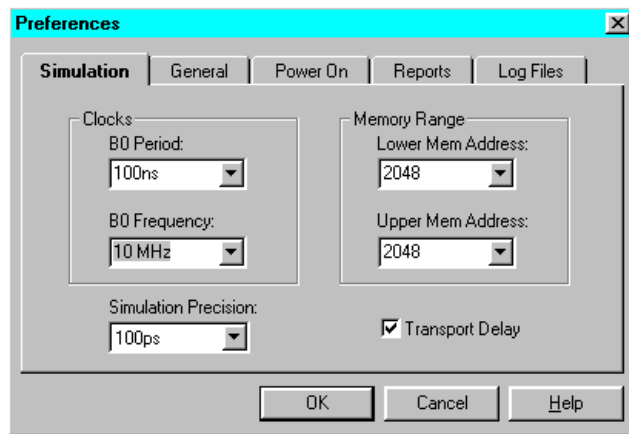 Preferences
Simulation General Power On Reports Log Files
Clocks
B0 Period:
100ns
B0 Frequency:
10 MHz
Memory Range
Lower Mem Address:
2048
Upper Mem Address:
2048
Simulation Precision:
100ps
Transport Delay
OK Cancel Help